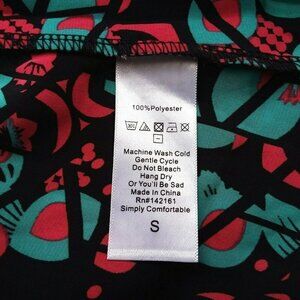 100%Polyester
Machine Wash Cold
Gentle Cycle
Do Not Bleach
Hang Dry
Or You'll Be Sad
Made In China
Rn#142161
Simply Comfortable
S